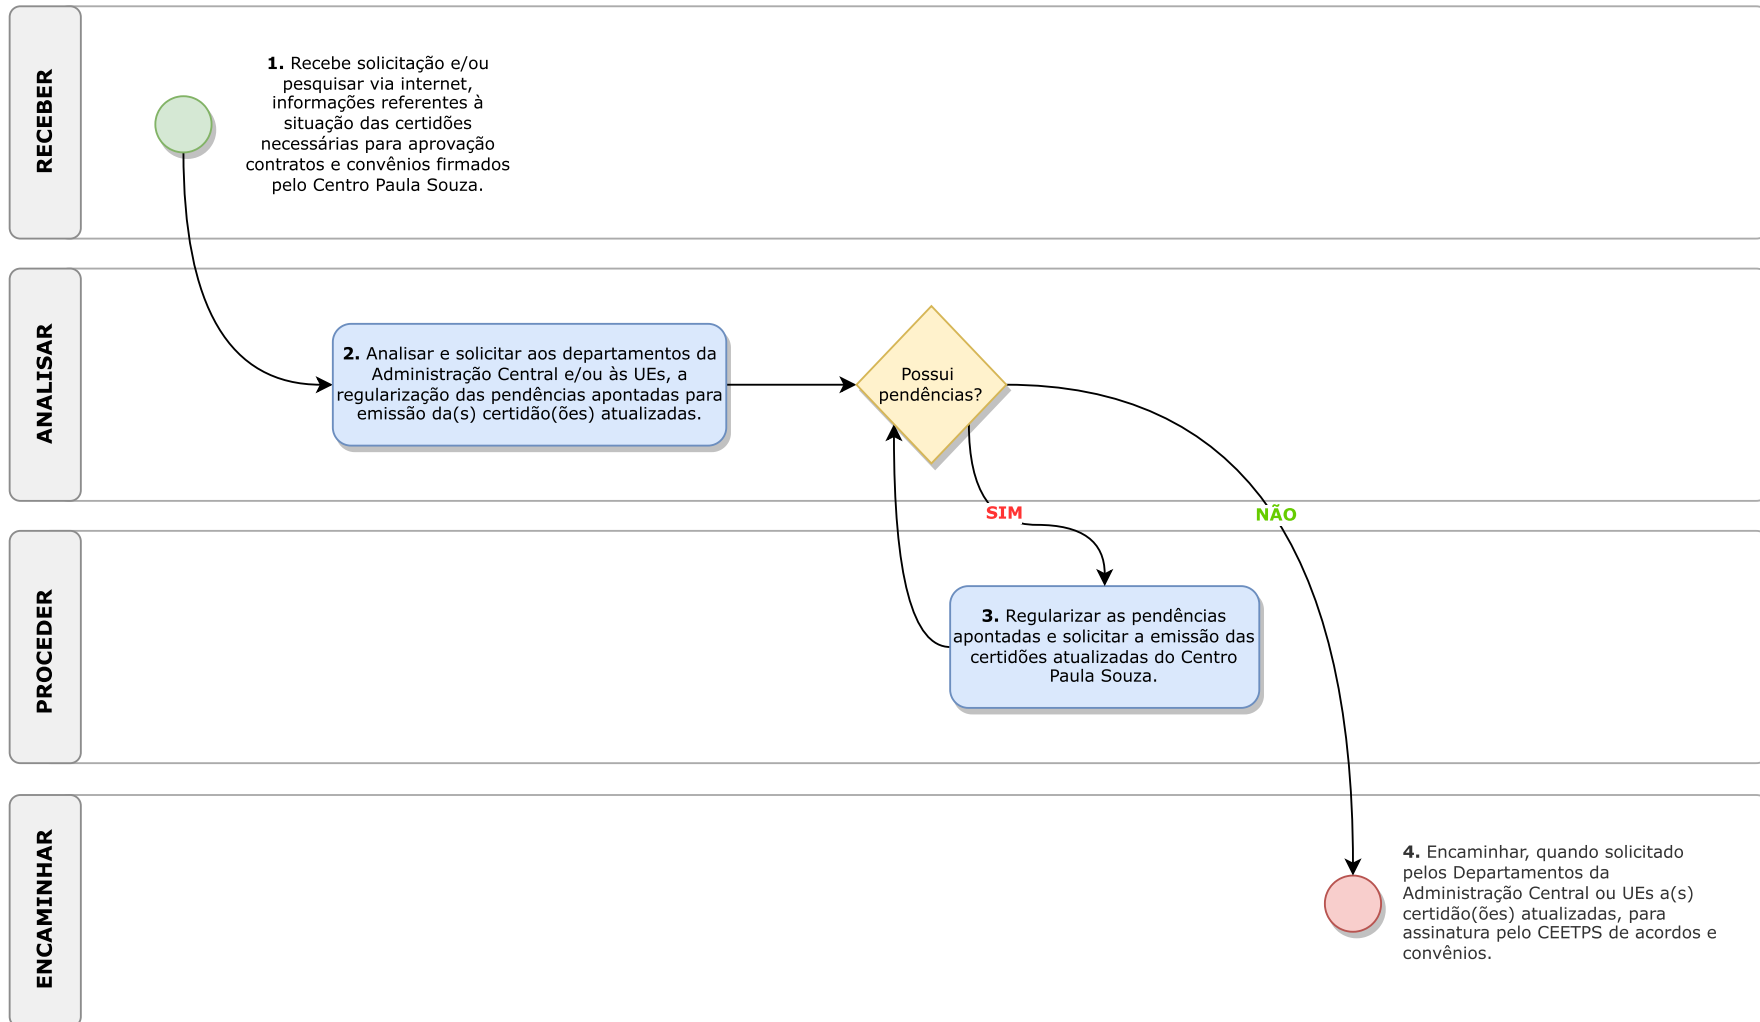 RECEBER
1. Recebe solicitação e/ou
pesquisar via internet,
informações referentes à
situação das certidões
necessárias para aprovação
contratos e convênios firmados
pelo Centro Paula Souza.
ANALISAR
2. Analisar e solicitar aos departamentos da
Administração Central e/ou às UEs, a
regularização das pendências apontadas para
emissão da(s) certidão(ões) atualizadas.
Possui
pendências?
SIM
NÃO
PROCEDER
3. Regularizar as pendências
apontadas e solicitar a emissão das
certidões atualizadas do Centro
Paula Souza.
ENCAMINHAR
4. Encaminhar, quando solicitado
pelos Departamentos da
Administração Central ou UEs a(s)
certidão(ões) atualizadas, para
assinatura pelo CEETPS de acordos e
convênios.